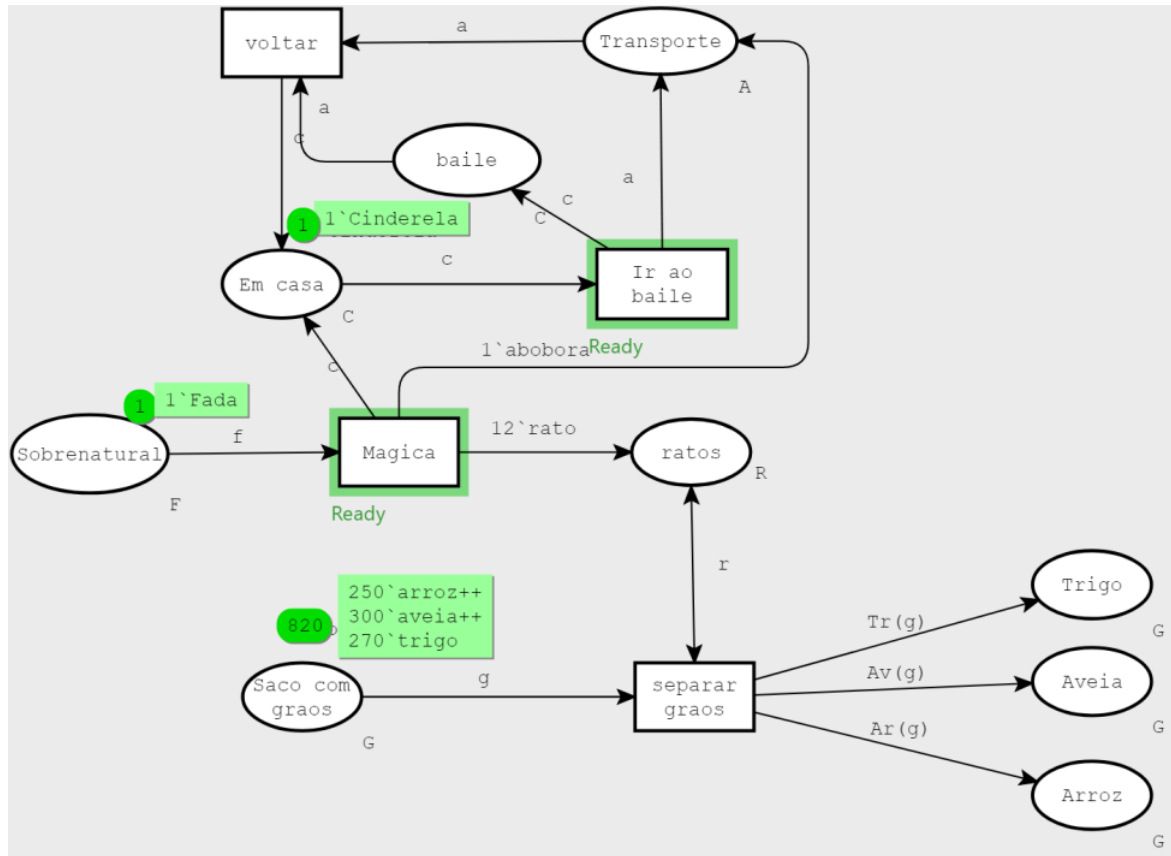 voltar
a
Transporte
A
a
c
baile
a
c
C
1
1`Cinderela
Em casa
C
c
Ir ao
baile
Ready
c
1`abobora
1
1`Fada
Sobrenatural
F
f
Magica
Ready
12`rato
ratos
R
r
820
250`arroz++
300`aveia++
270`trigo
Saco com
graos
G
g
separar
graos
Tr(g)
Av(g)
Ar(g)
Trigo
G
Aveia
G
Arroz
G